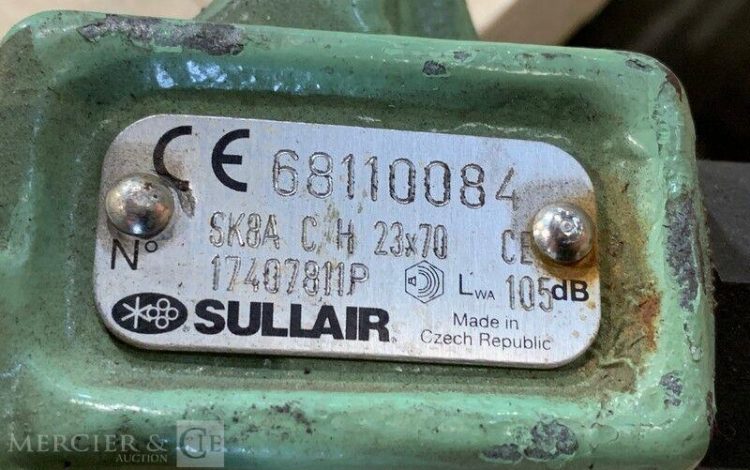 CE 68110084
SK8A C/H 23x70 CE
N° 17407811P LWA 105dB
SULLAIR
Made in
Czech Republic
MERCIER & CIE
AUCTION